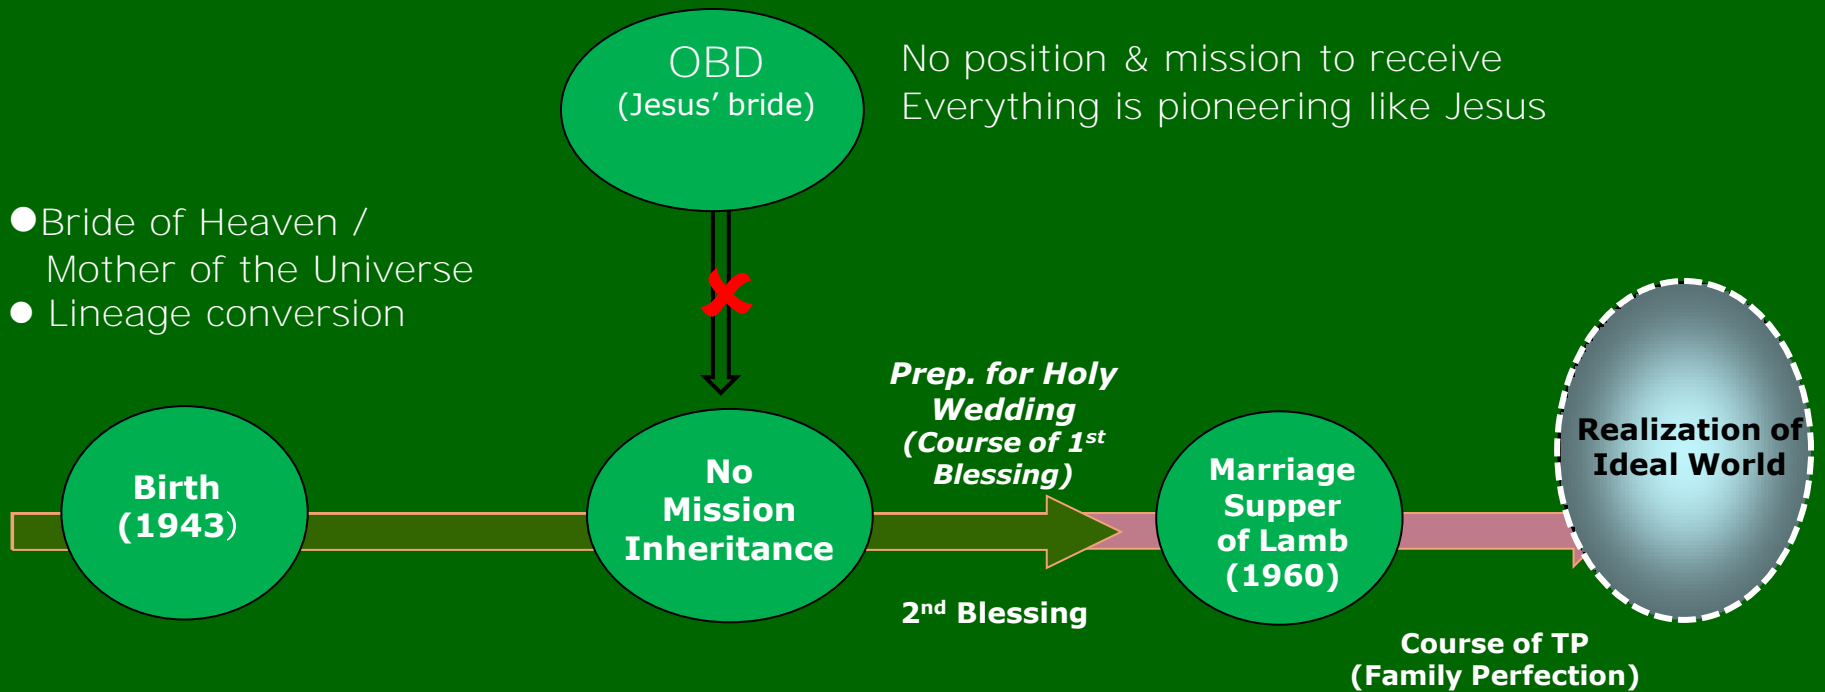 OBD
(Jesus’ bride)
No position & mission to receive
Everything is pioneering like Jesus
●Bride of Heaven /
Mother of the Universe
● Lineage conversion
Birth
(1943)
No
Mission
Inheritance
Prep. for Holy
Wedding
(Course of 1st
Blessing)
2nd Blessing
Marriage
Supper
of Lamb
(1960)
Realization of
Ideal World
Course of TP
(Family Perfection)